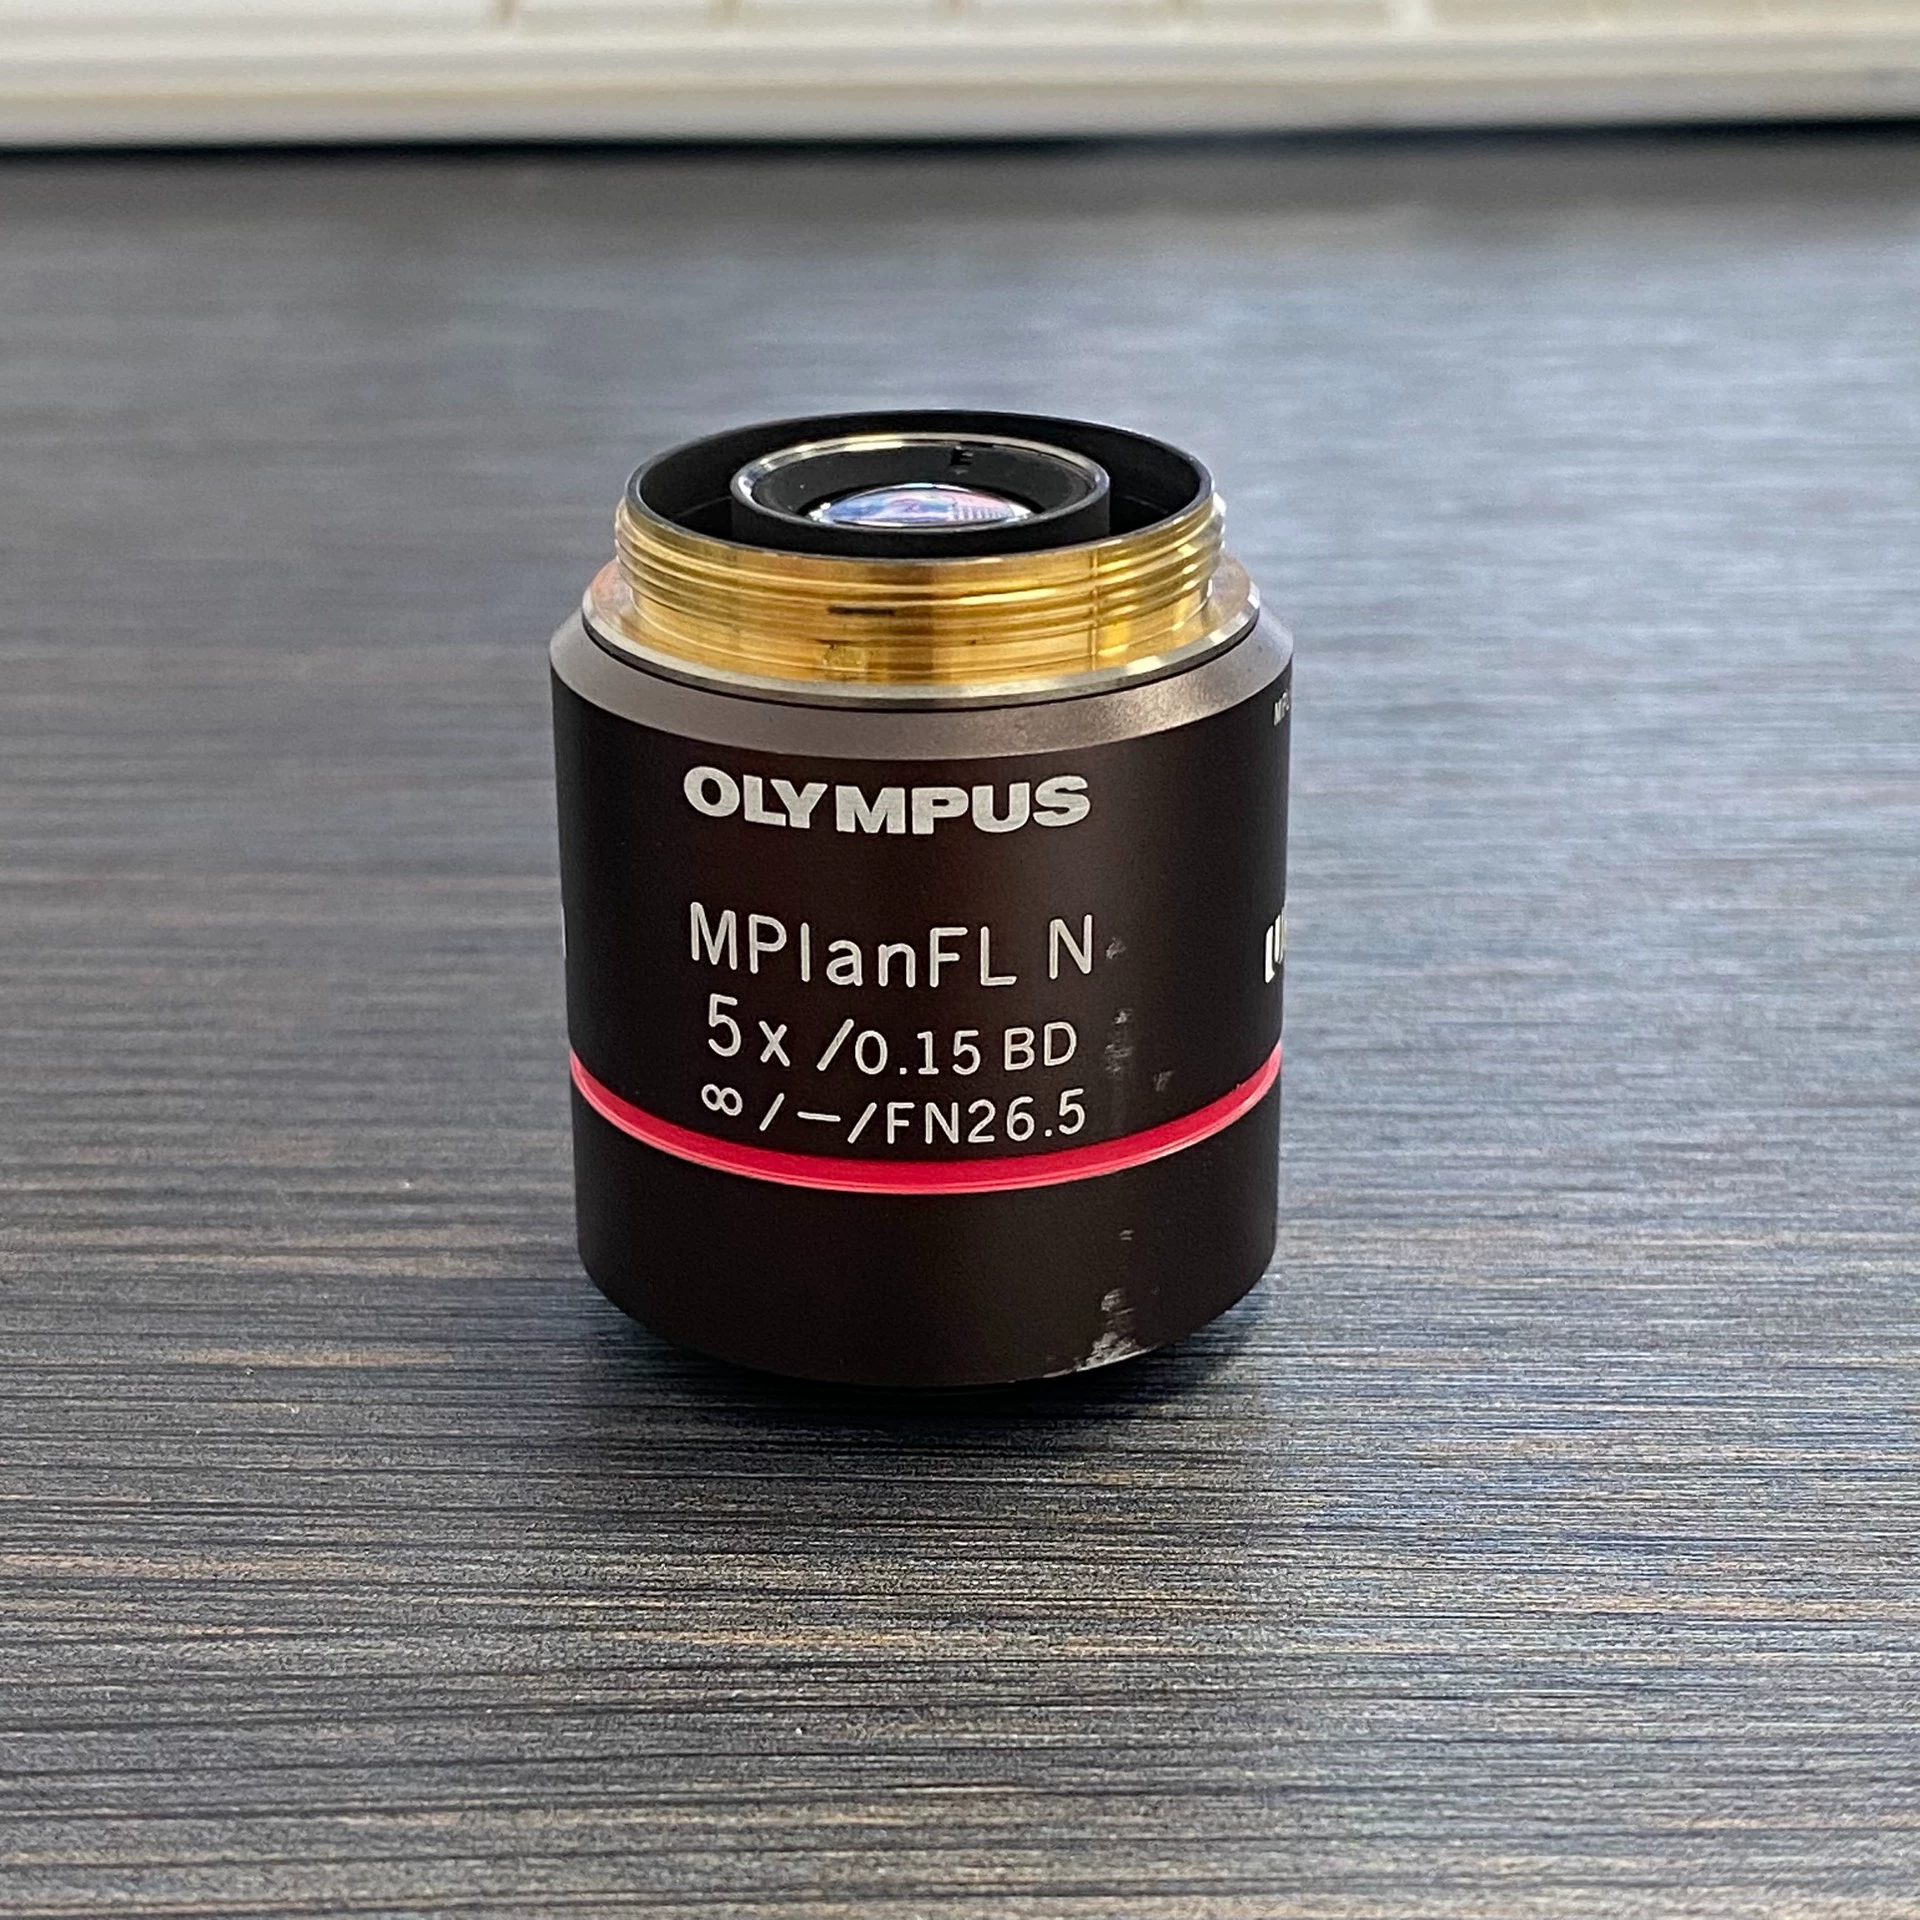 OLYMPUS
MPlanFL N
5x/0.15 BD
∞/—/FN26.5